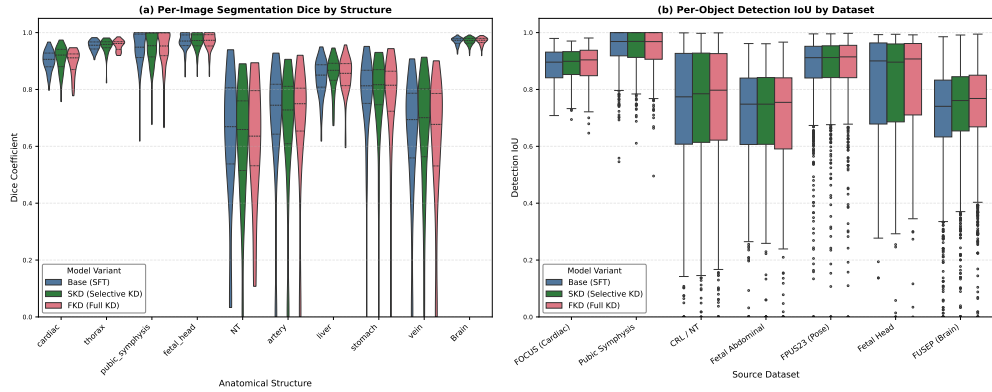 (a) Per-Image Segmentation Dice by Structure
Dice Coefficient
1.0
0.8
0.6
0.4
0.2
0.0
Model Variant
Base (SFT)
SKD (Selective KD)
FKD (Full KD)
cardiac
thorax
pubic_symphysis
fetal_head
NT
artery
liver
stomach
vein
Brain
Anatomical Structure
(b) Per-Object Detection IoU by Dataset
Detection IoU
1.0
0.8
0.6
0.4
0.2
0.0
Model Variant
Base (SFT)
SKD (Selective KD)
FKD (Full KD)
FOCUS (Cardiac)
Pubic Symphysis
CRL / NT
Fetal Abdominal
FPUS23 (Pose)
Fetal Head
FUSEP (Brain)
Source Dataset